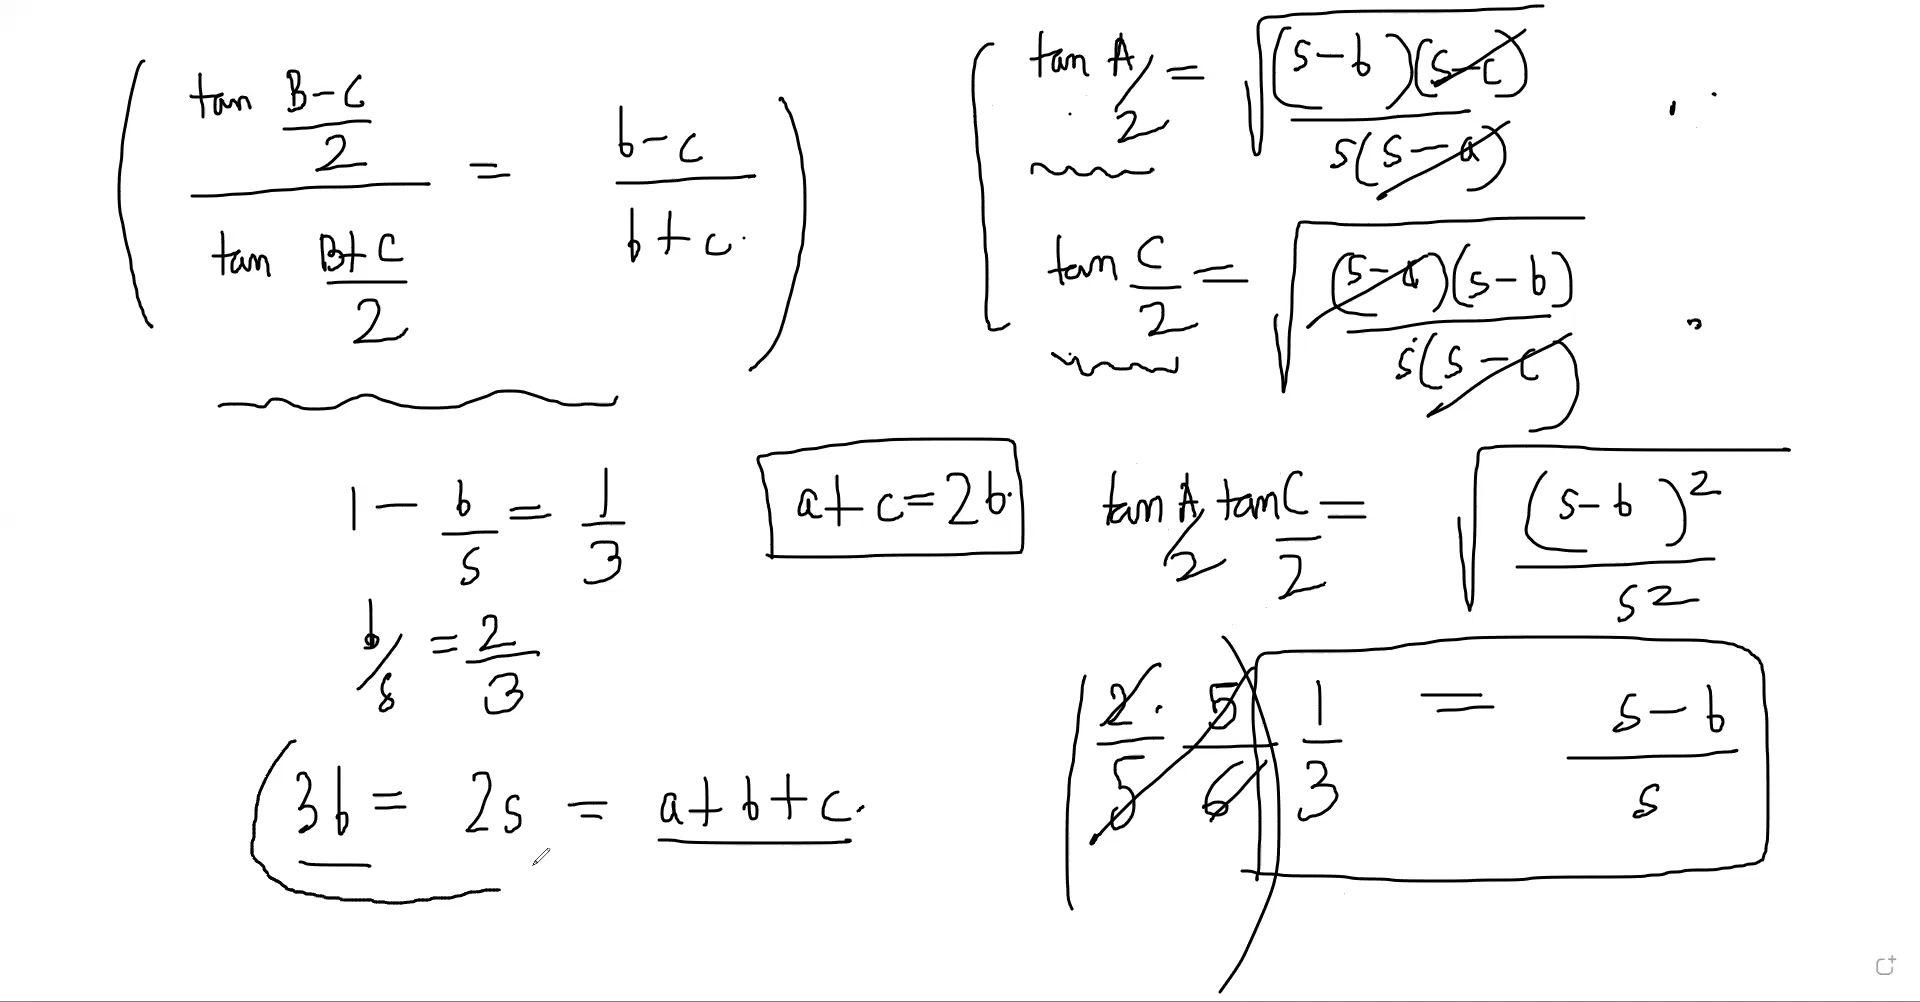 tan (B-C)/2 / tan (B+C)/2 = b-c / b+c.
tan A/2 = √((s-b)(s-c) / s(s-a))
tan C/2 = √((s-a)(s-b) / s(s-c))
1 - b/s = 1/3
a+c=2b.
tan A/2 tan C/2 = √((s-b)² / s²)
b/s = 2/3
2/5 . 5/6 1/3 = s-b / s
3b = 2s = a+b+c.